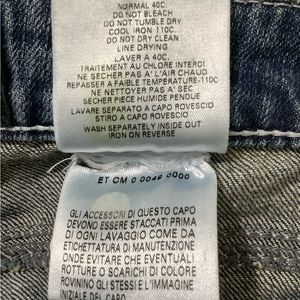 NORMAL 40C.
DO NOT BLEACH
DO NOT TUMBLE DRY
COOL IRON 110C
DO NOT DRY CLEAN
LINE DRYING
LAVER A 40C.
TRAITEMENT AU CHLORE INTERDI
NE SECHER PAS A L'AIR CHAUD
REPASSER A FAIBLE TEMPERATURE-110C
NE NETTOYER PAS A' SEC
SECHER PIECE HUMIDE PENDUE
LAVARE SEPARATO A CAPO ROVESCIO
STIRO A CAPO ROVESCIO
WASH SEPARATELY INSIDE OUT
IRON ON REVERSE
ET CM 0 0049 0000
GLI ACCESSORI DI QUESTO CAPO
DEVONO ESSERE STACCATI PRIMA
DI OGNI LAVAGGIO COME DA
ETICHETTATURA DI MANUTENZIONE
ONDE EVITARE CHE EVENTUALI
ROTTURE O SCARICHI DI COLORE
ROVININO GLI STESSI E L'IMMAGI
INIZIALE DEL CAPO